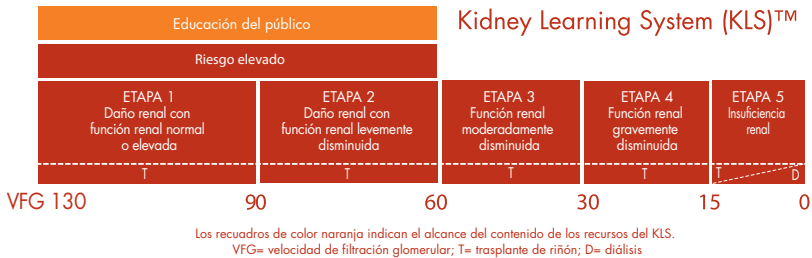 Educación del público
Kidney Learning System (KLS)™
Riesgo elevado
ETAPA 1
Daño renal con
función renal normal
o elevada
T
ETAPA 2
Daño renal con
función renal levemente
disminuida
T
ETAPA 3
Función renal
moderadamente
disminuida
T
ETAPA 4
Función renal
gravemente
disminuida
T
ETAPA 5
Insuficiencia
renal
T
D
VFG 130
90
60
30
15
0
Los recuadros de color naranja indican el alcance del contenido de los recursos del KLS.
VFG= velocidad de filtración glomerular; T= trasplante de riñón; D= diálisis